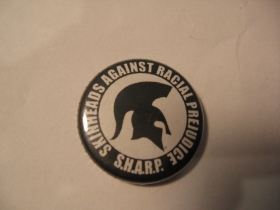 SKINHEADS AGAINST RACIAL PREJUDICE
S.H.A.R.P.